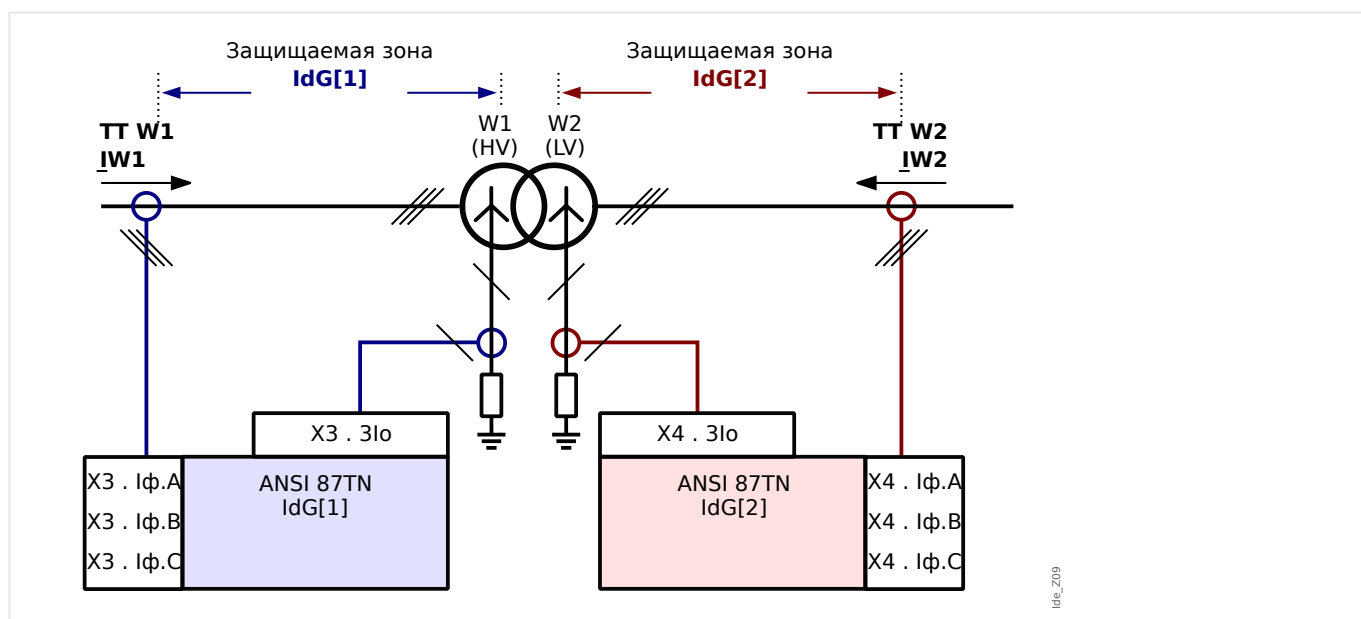 Защищаемая зона
IdG[1]
Защищаемая зона
IdG[2]
ТТ W1
IW1
W1
(HV)
W2
(LV)
ТТ W2
IW2
X3 . 3Io
X4 . 3Io
X3 . Iф.A
X3 . Iф.B
X3 . Iф.C
ANSI 87TN
IdG[1]
ANSI 87TN
IdG[2]
X4 . Iф.A
X4 . Iф.B
X4 . Iф.C
Ide_Z09